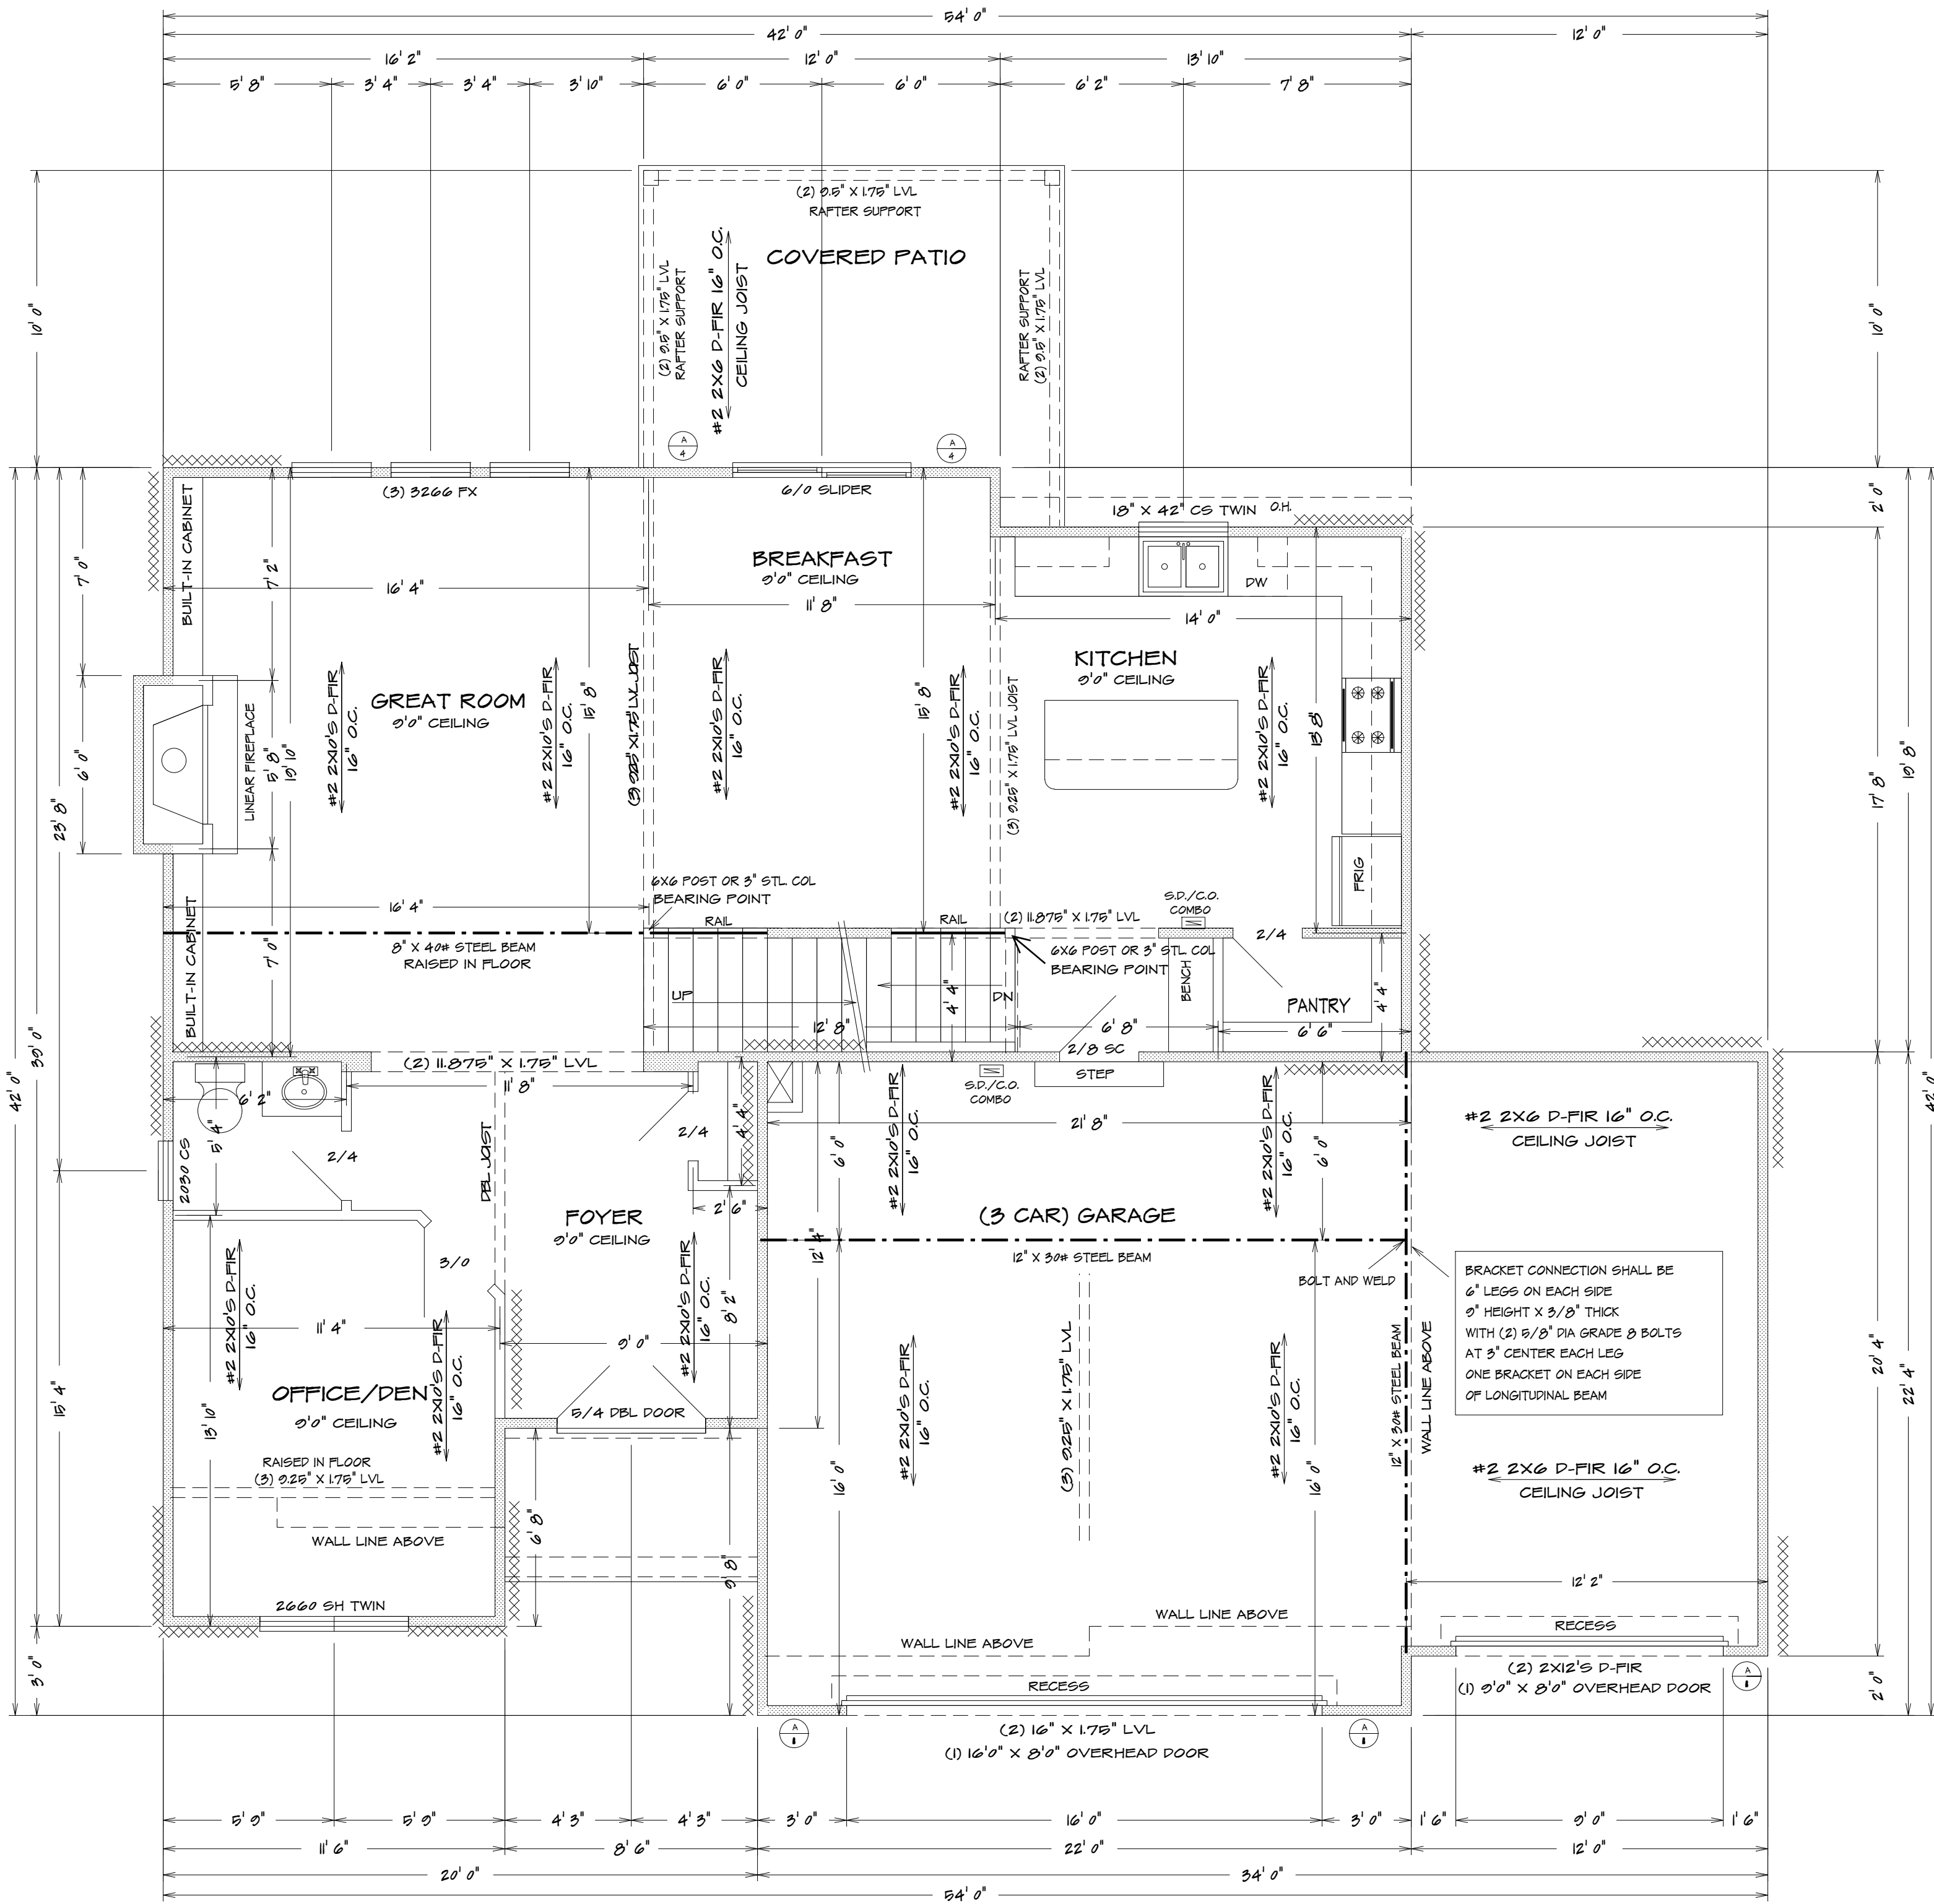 54' 0"
42' 0"
12' 0"
16' 2"
12' 0"
13' 10"
5' 8"
3' 4"
3' 4"
3' 10"
6' 0"
6' 0"
6' 2"
7' 8"
10' 0"
(2) 9.5" X 1.75" LVL
RAFTER SUPPORT
COVERED PATIO
#2 2X6 D-FIR 16" O.C.
CEILING JOIST
(2) 9.5" X 1.75" LVL
RAFTER SUPPORT
RAFTER SUPPORT
(2) 9.5" X 1.75" LVL
10' 0"
A
4
A
4
(3) 3266 FX
6/0 SLIDER
18" X 42" CS TWIN
O.H.
2' 0"
BUILT-IN CABINET
7' 0"
7' 2"
BREAKFAST
9'0" CEILING
16' 4"
11' 8"
14' 0"
DW
KITCHEN
9'0" CEILING
GREAT ROOM
9'0" CEILING
#2 2X10'S D-FIR
16" O.C.
#2 2X10'S D-FIR
16" O.C.
15' 8"
(3) 9.25" X 1.75" LVL JOIST
#2 2X10'S D-FIR
16" O.C.
15' 8"
#2 2X10'S D-FIR
16" O.C.
(3) 9.25" X 1.75" LVL JOIST
#2 2X10'S D-FIR
16" O.C.
13' 8"
17' 8"
19' 8"
6' 0"
5' 8"
19' 10"
LINEAR FIREPLACE
23' 8"
39' 0"
42' 0"
FRIG
6X6 POST OR 3" STL. COL
BEARING POINT
16' 4"
RAIL
RAIL
(2) 11.875" X 1.75" LVL
S.D./C.O.
COMBO
2/4
8" X 40# STEEL BEAM
RAISED IN FLOOR
BUILT-IN CABINET
7' 0"
6X6 POST OR 3" STL COL
BEARING POINT
BENCH
UP
DN
4' 4"
PANTRY
4' 4"
12' 8"
6' 8"
6' 6"
2/8 SC
STEP
(2) 11.875" X 1.75" LVL
11' 8"
S.D./C.O.
COMBO
6' 2"
5' 4"
2030 CS
2/4
DBL JOIST
2/4
4' 4"
2' 6"
21' 8"
6' 0"
#2 2X10'S D-FIR
16" O.C.
#2 2X10'S D-FIR
16" O.C.
6' 0"
#2 2X6 D-FIR 16" O.C.
CEILING JOIST
42' 0"
FOYER
9'0" CEILING
(3 CAR) GARAGE
12' 4"
12" X 30# STEEL BEAM
BOLT AND WELD
3/0
#2 2X10'S D-FIR
16" O.C.
#2 2X10'S D-FIR
16" O.C.
8' 2"
BRACKET CONNECTION SHALL BE
6" LEGS ON EACH SIDE
9" HEIGHT X 3/8" THICK
WITH (2) 5/8" DIA GRADE 8 BOLTS
AT 3" CENTER EACH LEG
ONE BRACKET ON EACH SIDE
OF LONGITUDINAL BEAM
11' 4"
9' 0"
#2 2X10'S D-FIR
16" O.C.
OFFICE/DEN
9'0" CEILING
15' 4"
13' 10"
5/4 DBL DOOR
#2 2X10'S D-FIR
16" O.C.
(3) 9.25" X 1.75" LVL
#2 2X10'S D-FIR
16" O.C.
12" X 30# STEEL BEAM
WALL LINE ABOVE
20' 4"
22' 4"
RAISED IN FLOOR
(3) 9.25" X 1.75" LVL
WALL LINE ABOVE
6' 8"
9' 8"
16' 0"
16' 0"
#2 2X6 D-FIR 16" O.C.
CEILING JOIST
12' 2"
2660 SH TWIN
WALL LINE ABOVE
WALL LINE ABOVE
RECESS
3' 0"
RECESS
(2) 2X12'S D-FIR
(1) 9'0" X 8'0" OVERHEAD DOOR
A
2' 0"
A
(2) 16" X 1.75" LVL
(1) 16'0" X 8'0" OVERHEAD DOOR
A
5' 9"
5' 9"
4' 3"
4' 3"
3' 0"
16' 0"
3' 0"
1' 6"
9' 0"
1' 6"
11' 6"
8' 6"
22' 0"
12' 0"
20' 0"
34' 0"
54' 0"